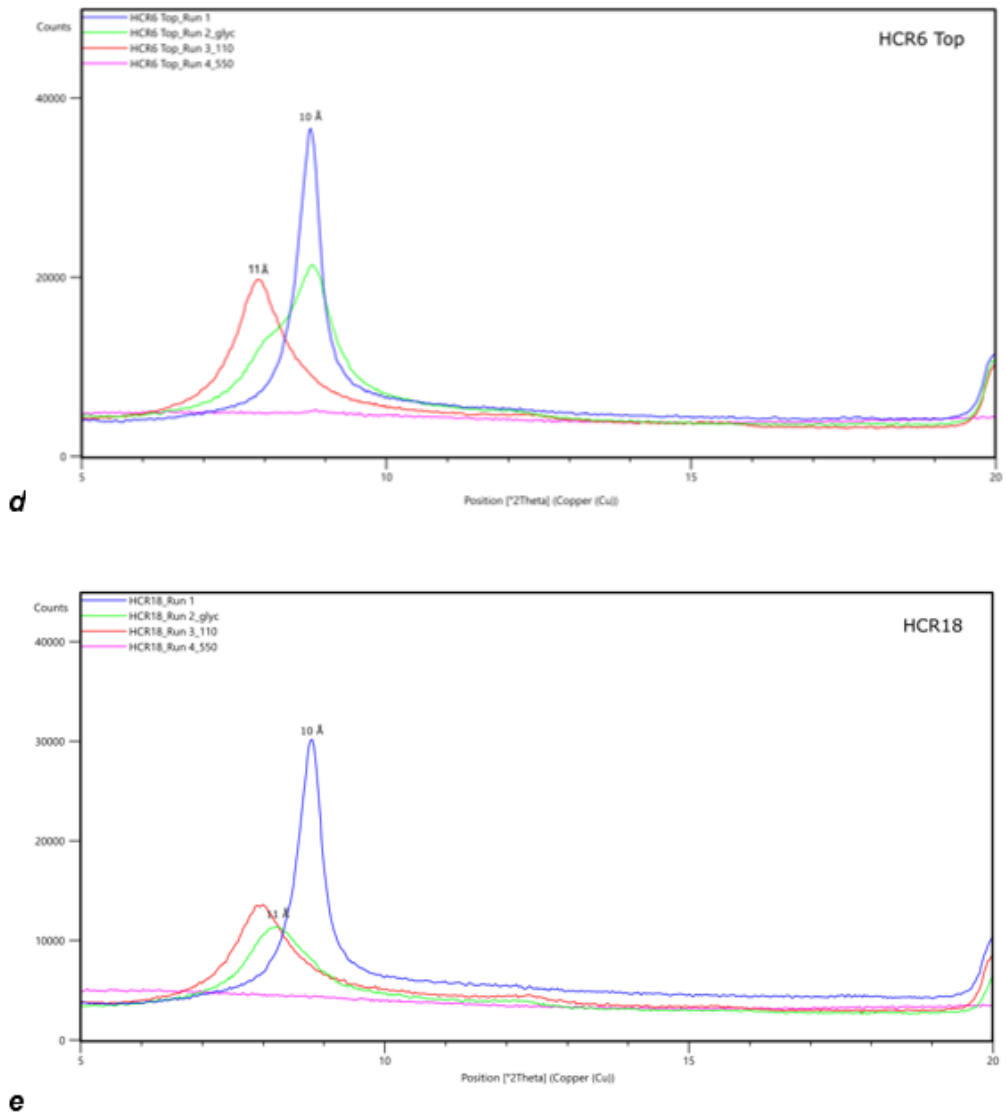 Counts
HCR6 Top_Run 1
HCR6 Top_Run 2_glyc
HCR6 Top_Run 3_110
HCR6 Top_Run 4_550
HCR6 Top
40000
10 Å
20000
11Å
0
5
10
15
20
Position [°2Theta] (Copper (Cu))
d
Counts
HCR18_Run 1
HCR18_Run 2_glyc
HCR18_Run 3_110
HCR18_Run 4_550
HCR18
40000
30000
10 Å
20000
10000
11 Å
0
5
10
15
20
Position [°2Theta] (Copper (Cu))
e